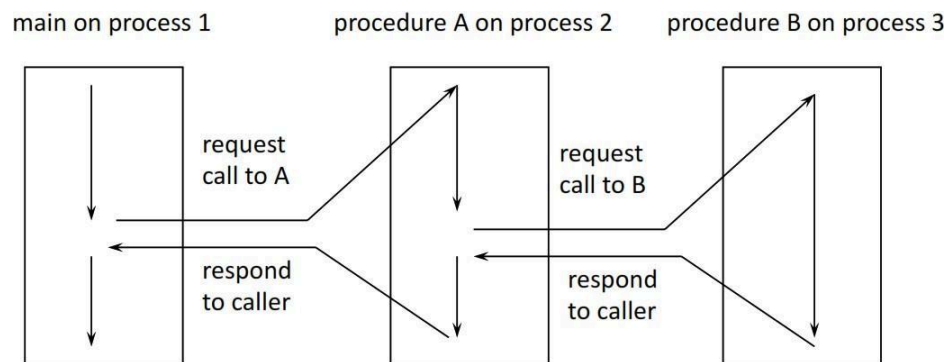 main on process 1
procedure A on process 2
procedure B on process 3
request
call to A
request
call to B
respond
to caller
respond
to caller